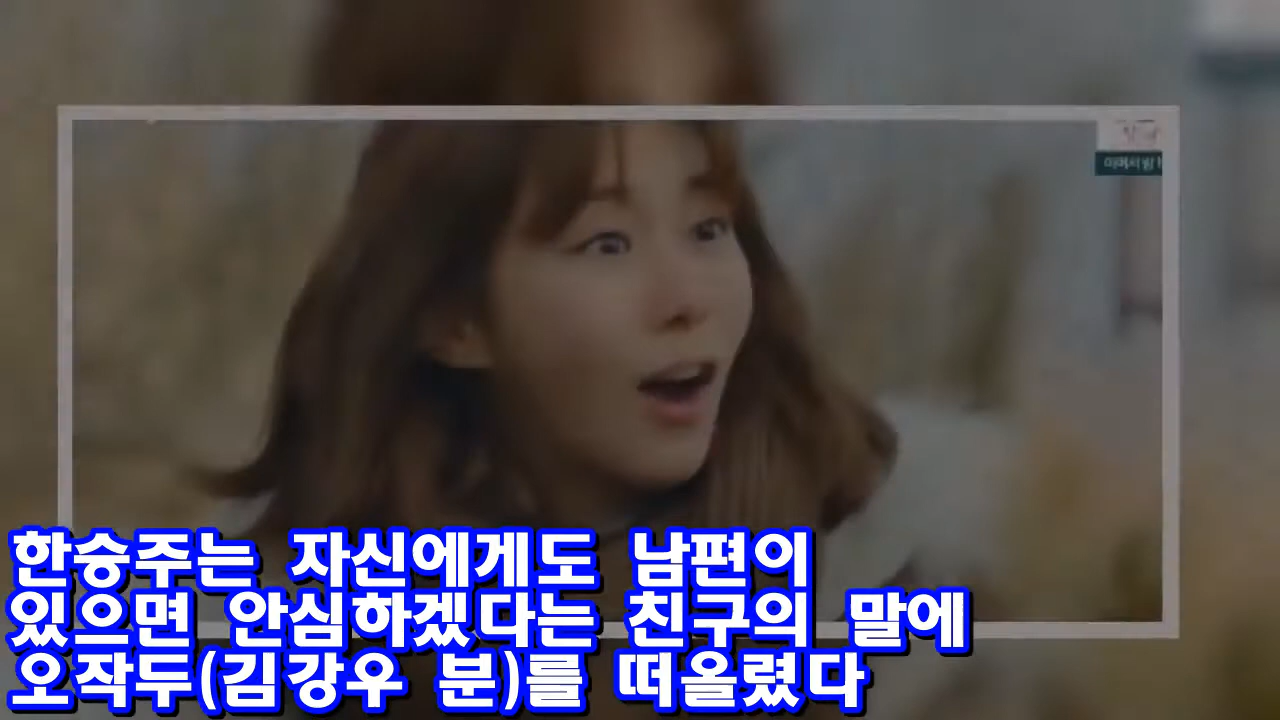 한승주는 자신에게도 남편이
있으면 안심하겠다는 친구의 말에
오작두(김강우 분)를 떠올렸다